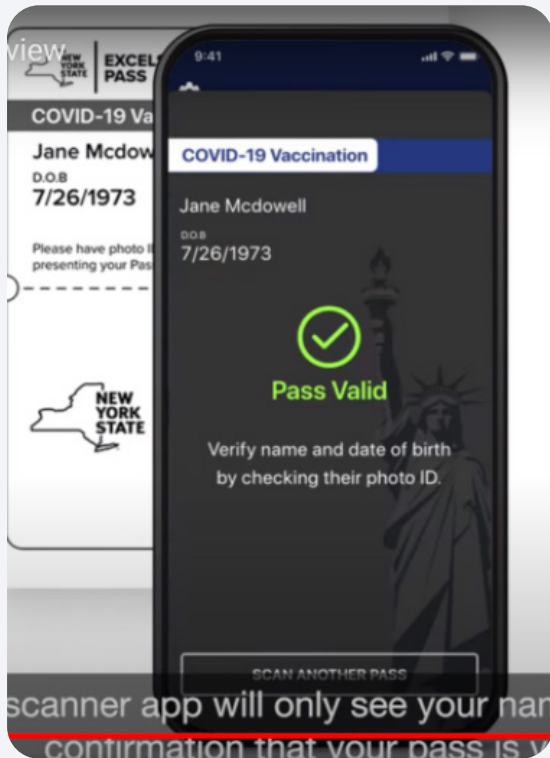 view
NEW
YORK
STATE
EXCEL
PASS
COVID-19 Va
Jane Mcdow
D.O.B
7/26/1973
Please have photo I
presenting your Pas
NEW
YORK
STATE
9:41
COVID-19 Vaccination
Jane Mcdowell
D.O.B
7/26/1973
Pass Valid
Verify name and date of birth
by checking their photo ID.
SCAN ANOTHER PASS
scanner app will only see your nam
confirmation that your pass is v